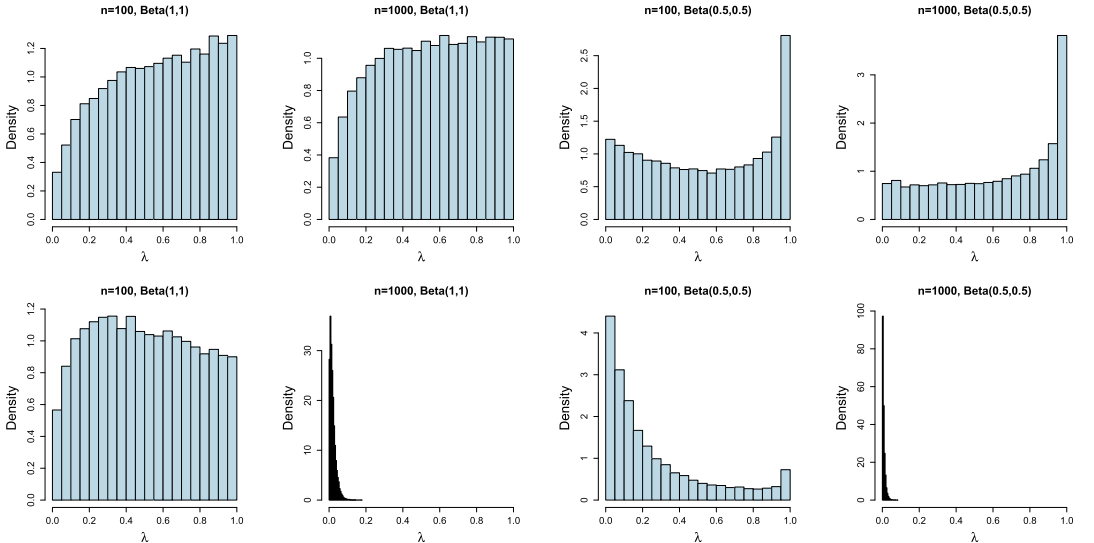 n=100, Beta(1,1)
n=1000, Beta(1,1)
n=100, Beta(0.5,0.5)
n=1000, Beta(0.5,0.5)
Density
0.0 0.2 0.4 0.6 0.8 1.0 1.2
0.0 0.2 0.4 0.6 0.8 1.0
λ
Density
0.0 0.2 0.4 0.6 0.8 1.0
0.0 0.2 0.4 0.6 0.8 1.0
λ
Density
0.0 0.5 1.0 1.5 2.0 2.5
0.0 0.2 0.4 0.6 0.8 1.0
λ
Density
0 1 2 3
0.0 0.2 0.4 0.6 0.8 1.0
λ
n=100, Beta(1,1)
n=1000, Beta(1,1)
n=100, Beta(0.5,0.5)
n=1000, Beta(0.5,0.5)
Density
0.0 0.2 0.4 0.6 0.8 1.0 1.2
0.0 0.2 0.4 0.6 0.8 1.0
λ
Density
0 10 20 30
0.0 0.2 0.4 0.6 0.8 1.0
λ
Density
0 1 2 3 4
0.0 0.2 0.4 0.6 0.8 1.0
λ
Density
0 20 40 60 80 100
0.0 0.2 0.4 0.6 0.8 1.0
λ